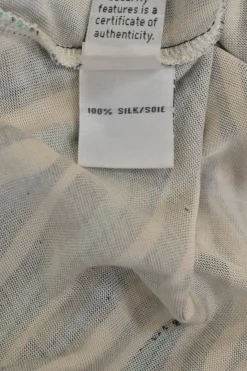 features is a
certificate of
authenticity.
100% SILK/SOIE